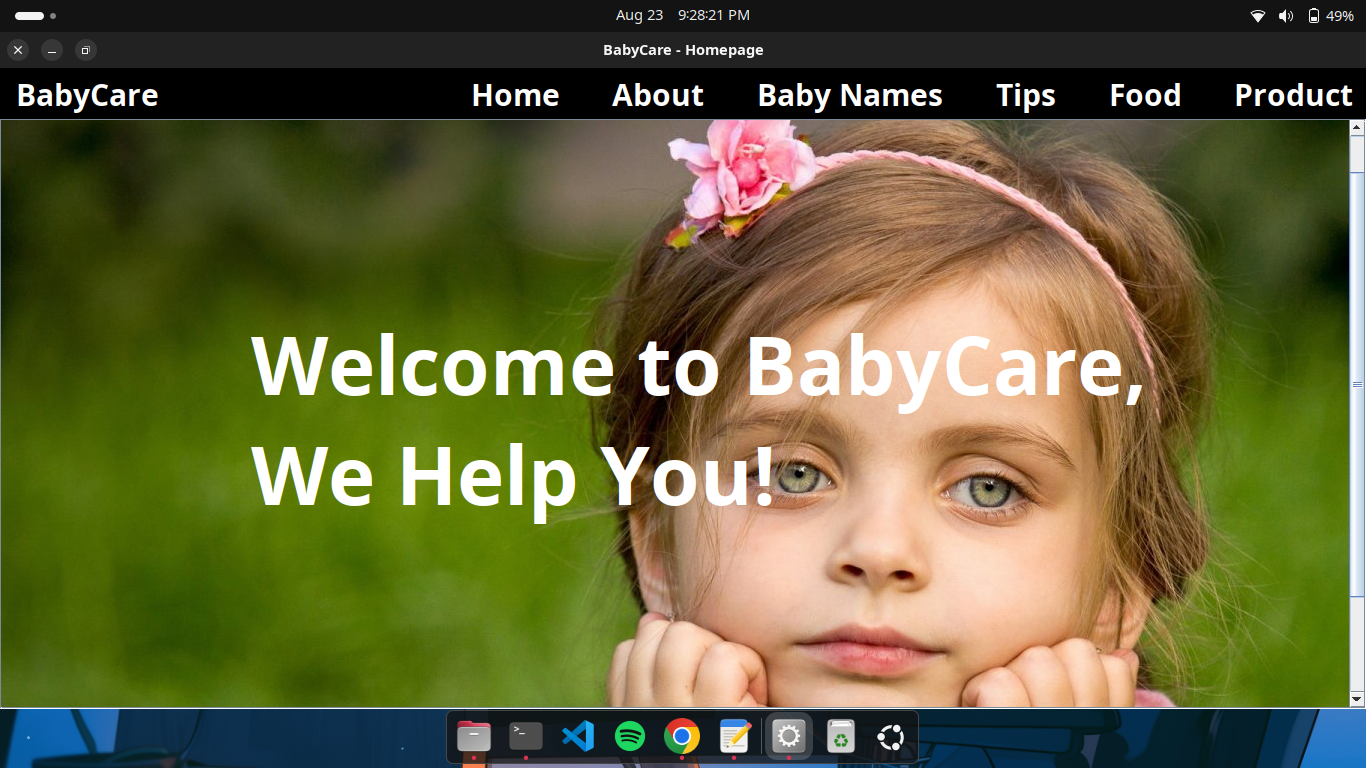 Aug 23 9:28:21 PM
49%
BabyCare - Homepage
BabyCare Home About Baby Names Tips Food Product
Welcome to BabyCare,
We Help You!
>_